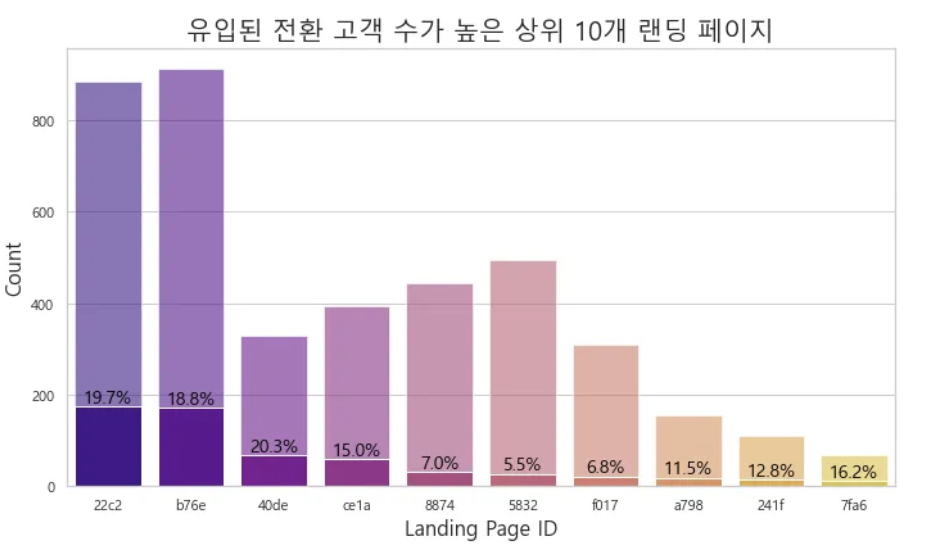 유입된 전환 고객 수가 높은 상위 10개 랜딩 페이지
Count
800
600
400
200
0
19.7%
18.8%
20.3%
15.0%
7.0%
5.5%
6.8%
11.5%
12.8%
16.2%
22c2
b76e
40de
ce1a
8874
5832
f017
a798
241f
7fa6
Landing Page ID